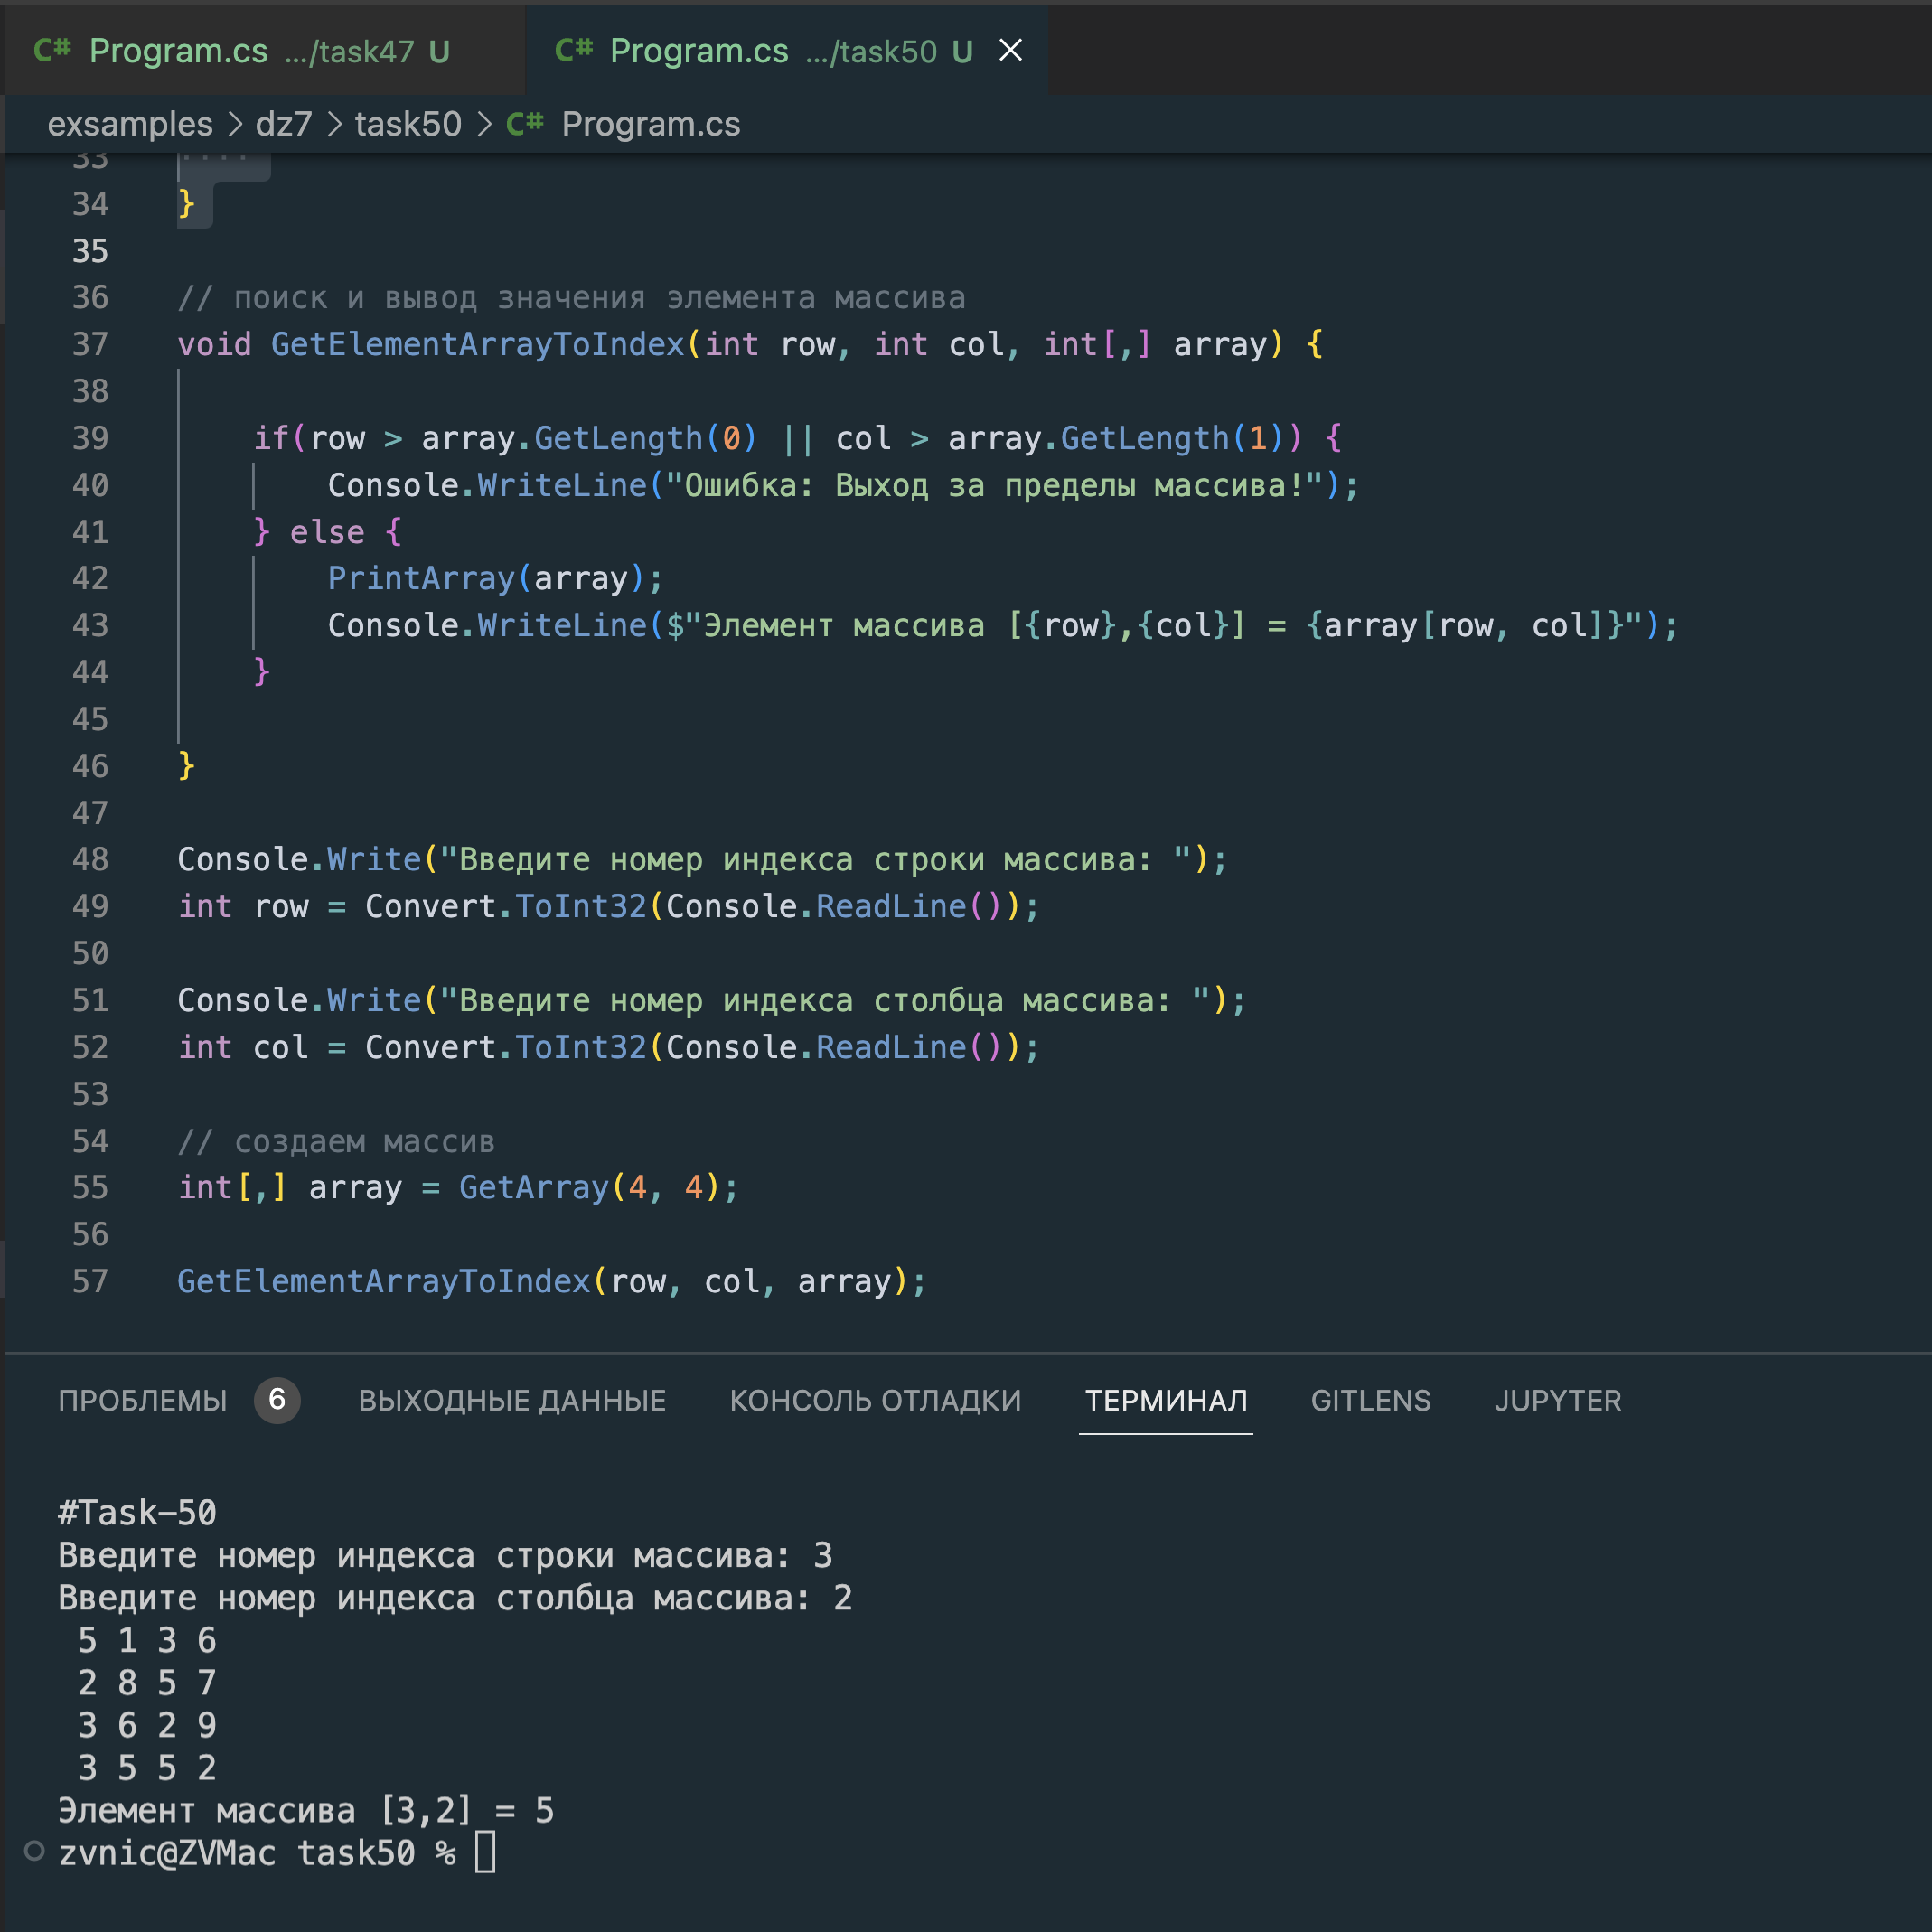 C# Program.cs .../task47 U C# Program.cs .../task50 U
exsamples > dz7 > task50 > C# Program.cs
33
34 }
35
36 // поиск и вывод значения элемента массива
37 void GetElementArrayToIndex(int row, int col, int[,] array) {
38
39 if(row > array.GetLength(0) || col > array.GetLength(1)) {
40 Console.WriteLine("Ошибка: Выход за пределы массива!");
41 } else {
42 PrintArray(array);
43 Console.WriteLine($"Элемент массива [{row},{col}] = {array[row, col]}");
44 }
45
46 }
47
48 Console.Write("Введите номер индекса строки массива: ");
49 int row = Convert.ToInt32(Console.ReadLine());
50
51 Console.Write("Введите номер индекса столбца массива: ");
52 int col = Convert.ToInt32(Console.ReadLine());
53
54 // создаем массив
55 int[,] array = GetArray(4, 4);
56
57 GetElementArrayToIndex(row, col, array);
ПРОБЛЕМЫ 6 ВЫХОДНЫЕ ДАННЫЕ КОНСОЛЬ ОТЛАДКИ ТЕРМИНАЛ GITLENS JUPYTER
#Task-50
Введите номер индекса строки массива: 3
Введите номер индекса столбца массива: 2
5 1 3 6
2 8 5 7
3 6 2 9
3 5 5 2
Элемент массива [3,2] = 5
zvnic@ZVMac task50 %